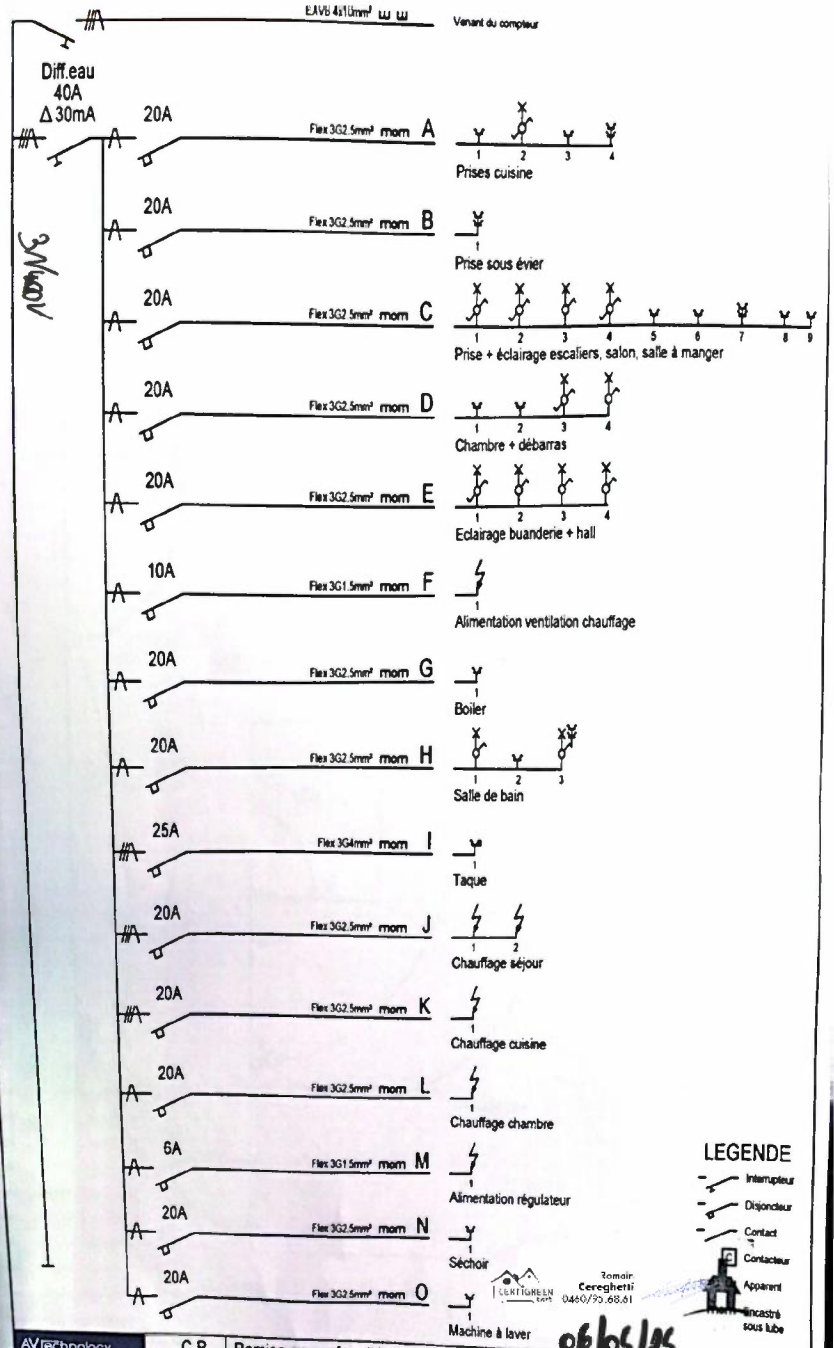 EAVB 4x10mm²
Venant du compteur
Diff.eau
40A
Δ 30mA
3N400V
20A Flex 3G2.5mm² mom A
1 2 3 4
Prises cuisine
20A Flex 3G2.5mm² mom B
1
Prise sous évier
20A Flex 3G2.5mm² mom C
1 2 3 4 5 6 7 8 9
Prise + éclairage escaliers, salon, salle à manger
20A Flex 3G2.5mm² mom D
1 2 3 4
Chambre + débarras
20A Flex 3G2.5mm² mom E
1 2 3 4
Eclairage buanderie + hall
10A Flex 3G1.5mm² mom F
1
Alimentation ventilation chauffage
20A Flex 3G2.5mm² mom G
1
Boiler
20A Flex 3G2.5mm² mom H
1 2 3
Salle de bain
25A Flex 3G4mm² mom I
1
Taque
20A Flex 3G2.5mm² mom J
1 2
Chauffage séjour
20A Flex 3G2.5mm² mom K
1
Chauffage cuisine
20A Flex 3G2.5mm² mom L
1
Chauffage chambre
6A Flex 3G1.5mm² mom M
1
Alimentation régulateur
20A Flex 3G2.5mm² mom N
1
Séchoir
20A Flex 3G2.5mm² mom O
1
Machine à laver
LEGENDE
Interrupteur
Disjoncteur
Contact
C Contacteur
Apparent
Encastré
sous tube
CERTIGREEN
Romain
Cereghetti
0460/95.68.61
AVTechnology
C.P.